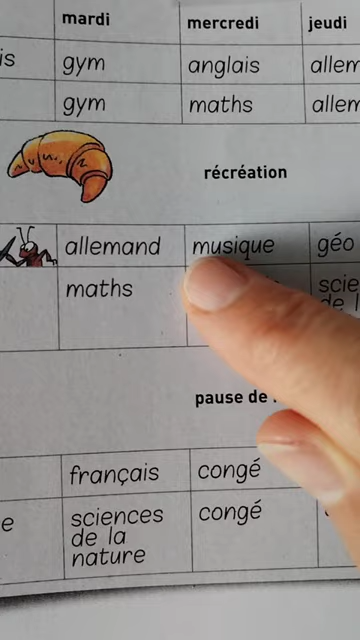 mardi mercredi jeudi
gym anglais
gym maths
récréation
allemand musique géo
maths
pause de
français congé
sciences congé
de la
nature